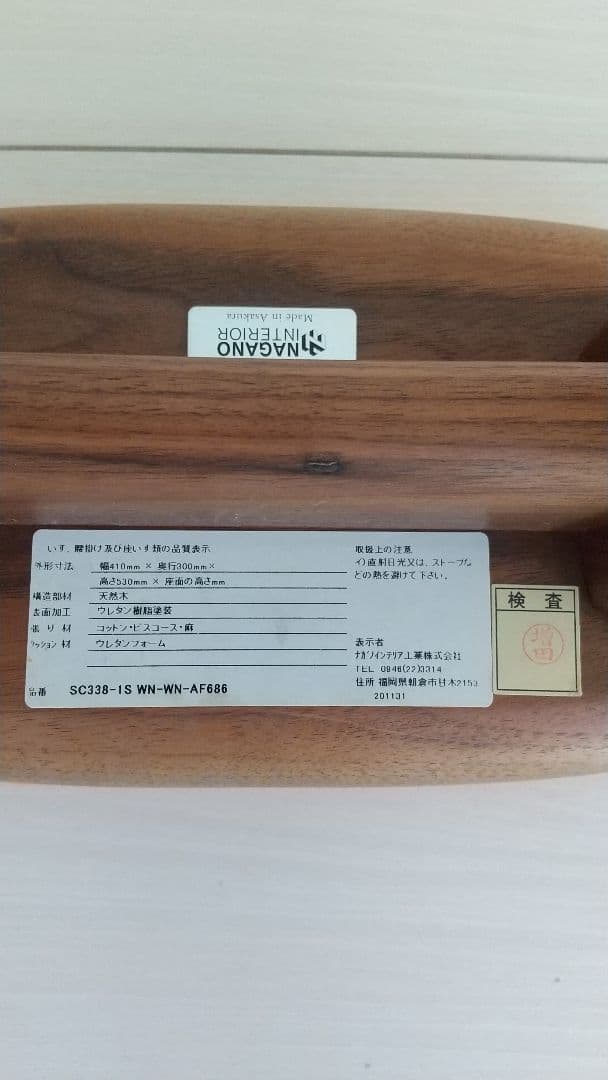 Made in Asakura
NAGANO
INTERIOR
いす、腰掛け及び座いす類の品質表示
外形寸法 幅410mm × 奥行300mm×
高さ530mm × 座面の高さmm
構造部材 天然木
表面加工 ウレタン樹脂塗装
張り材 コットン・ビスコース・麻
クッション材 ウレタンフォーム
品番 SC338-1S WN-WN-AF686
取扱上の注意
イ)直射日光又は、ストーブな
どの熱を避けて下さい。
表示者
ナガノインテリア工業株式会社
TEL 0946(22)3314
住所 福岡県朝倉市甘木2153
201131
検査
増田